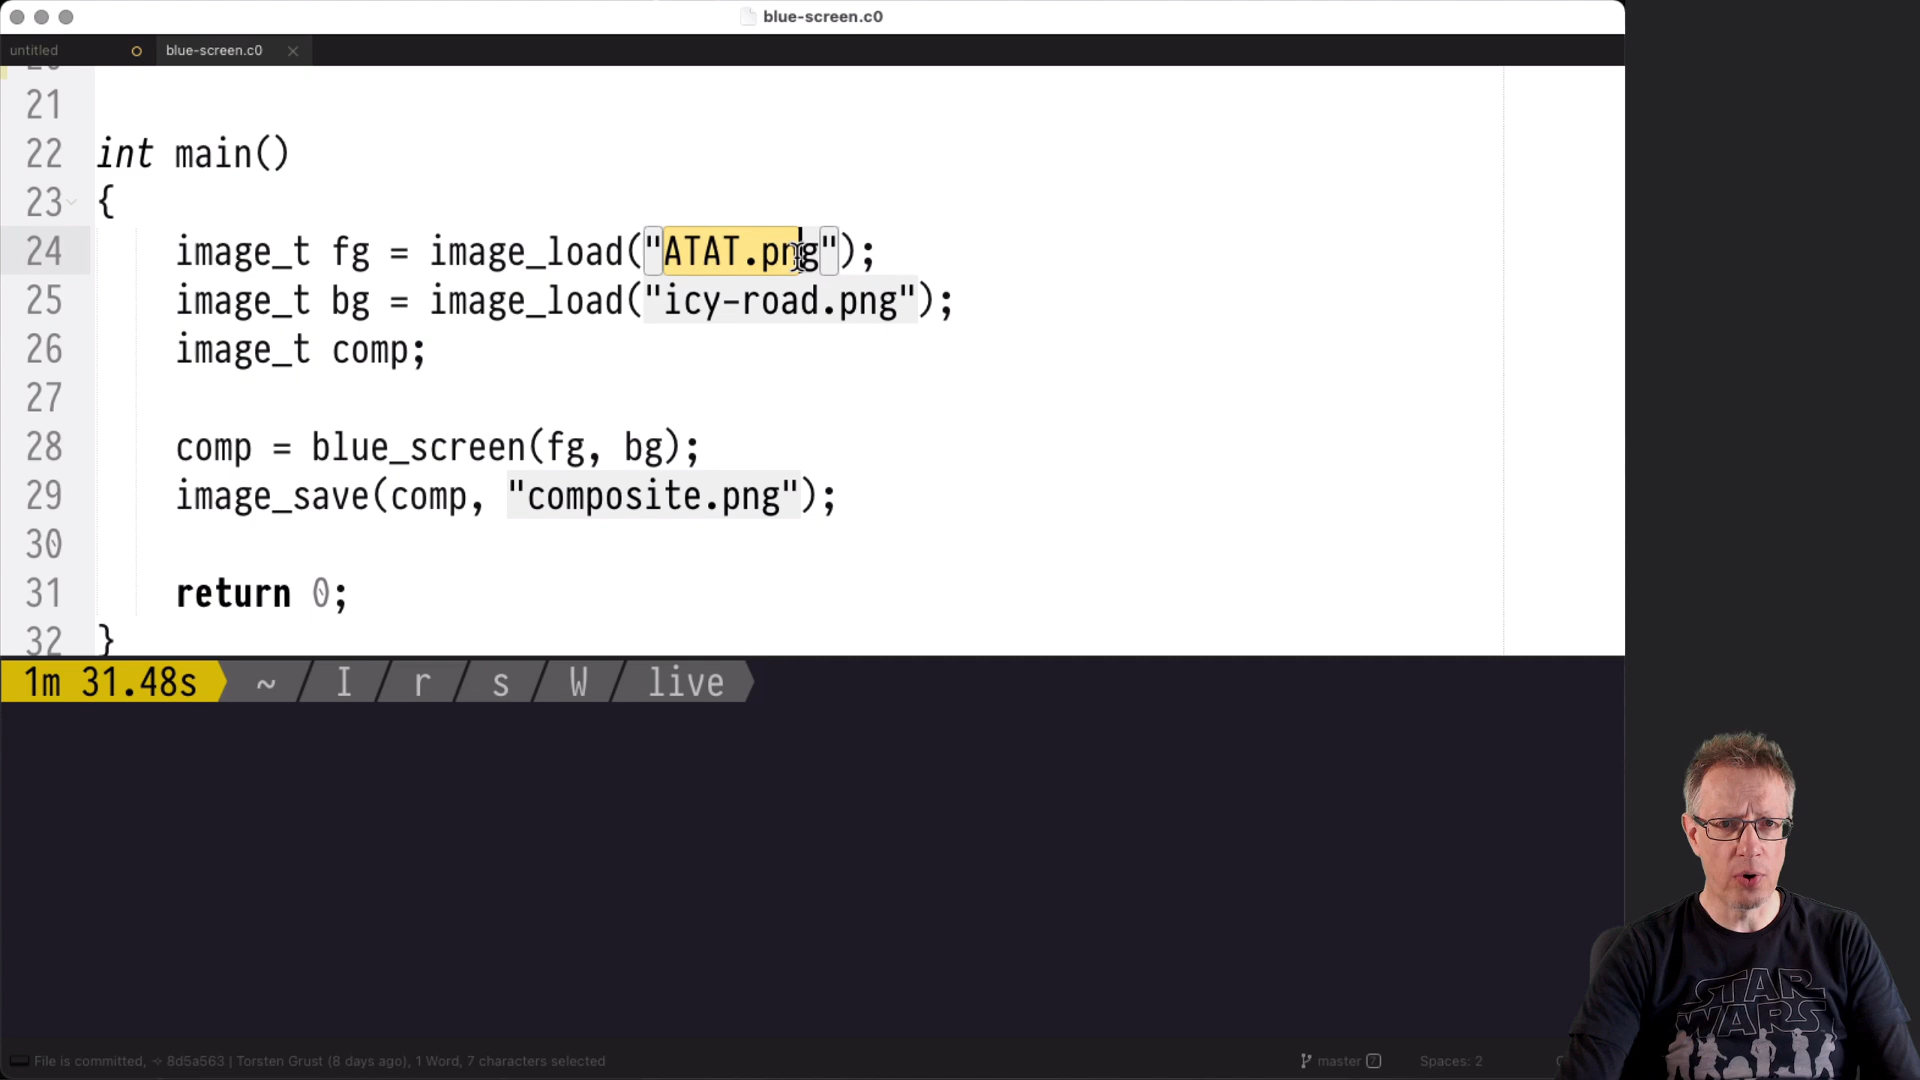 blue-screen.c0
untitled
blue-screen.c0
21
22 int main()
23 {
24 image_t fg = image_load("ATAT.png");
25 image_t bg = image_load("icy-road.png");
26 image_t comp;
27
28 comp = blue_screen(fg, bg);
29 image_save(comp, "composite.png");
30
31 return 0;
32 }
1m 31.48s ~ / I / r / s / W / live
File is committed, 8d5a563 | Torsten Grust (8 days ago), 1 Word, 7 characters selected
master 7 Spaces: 2
STAR
WARS